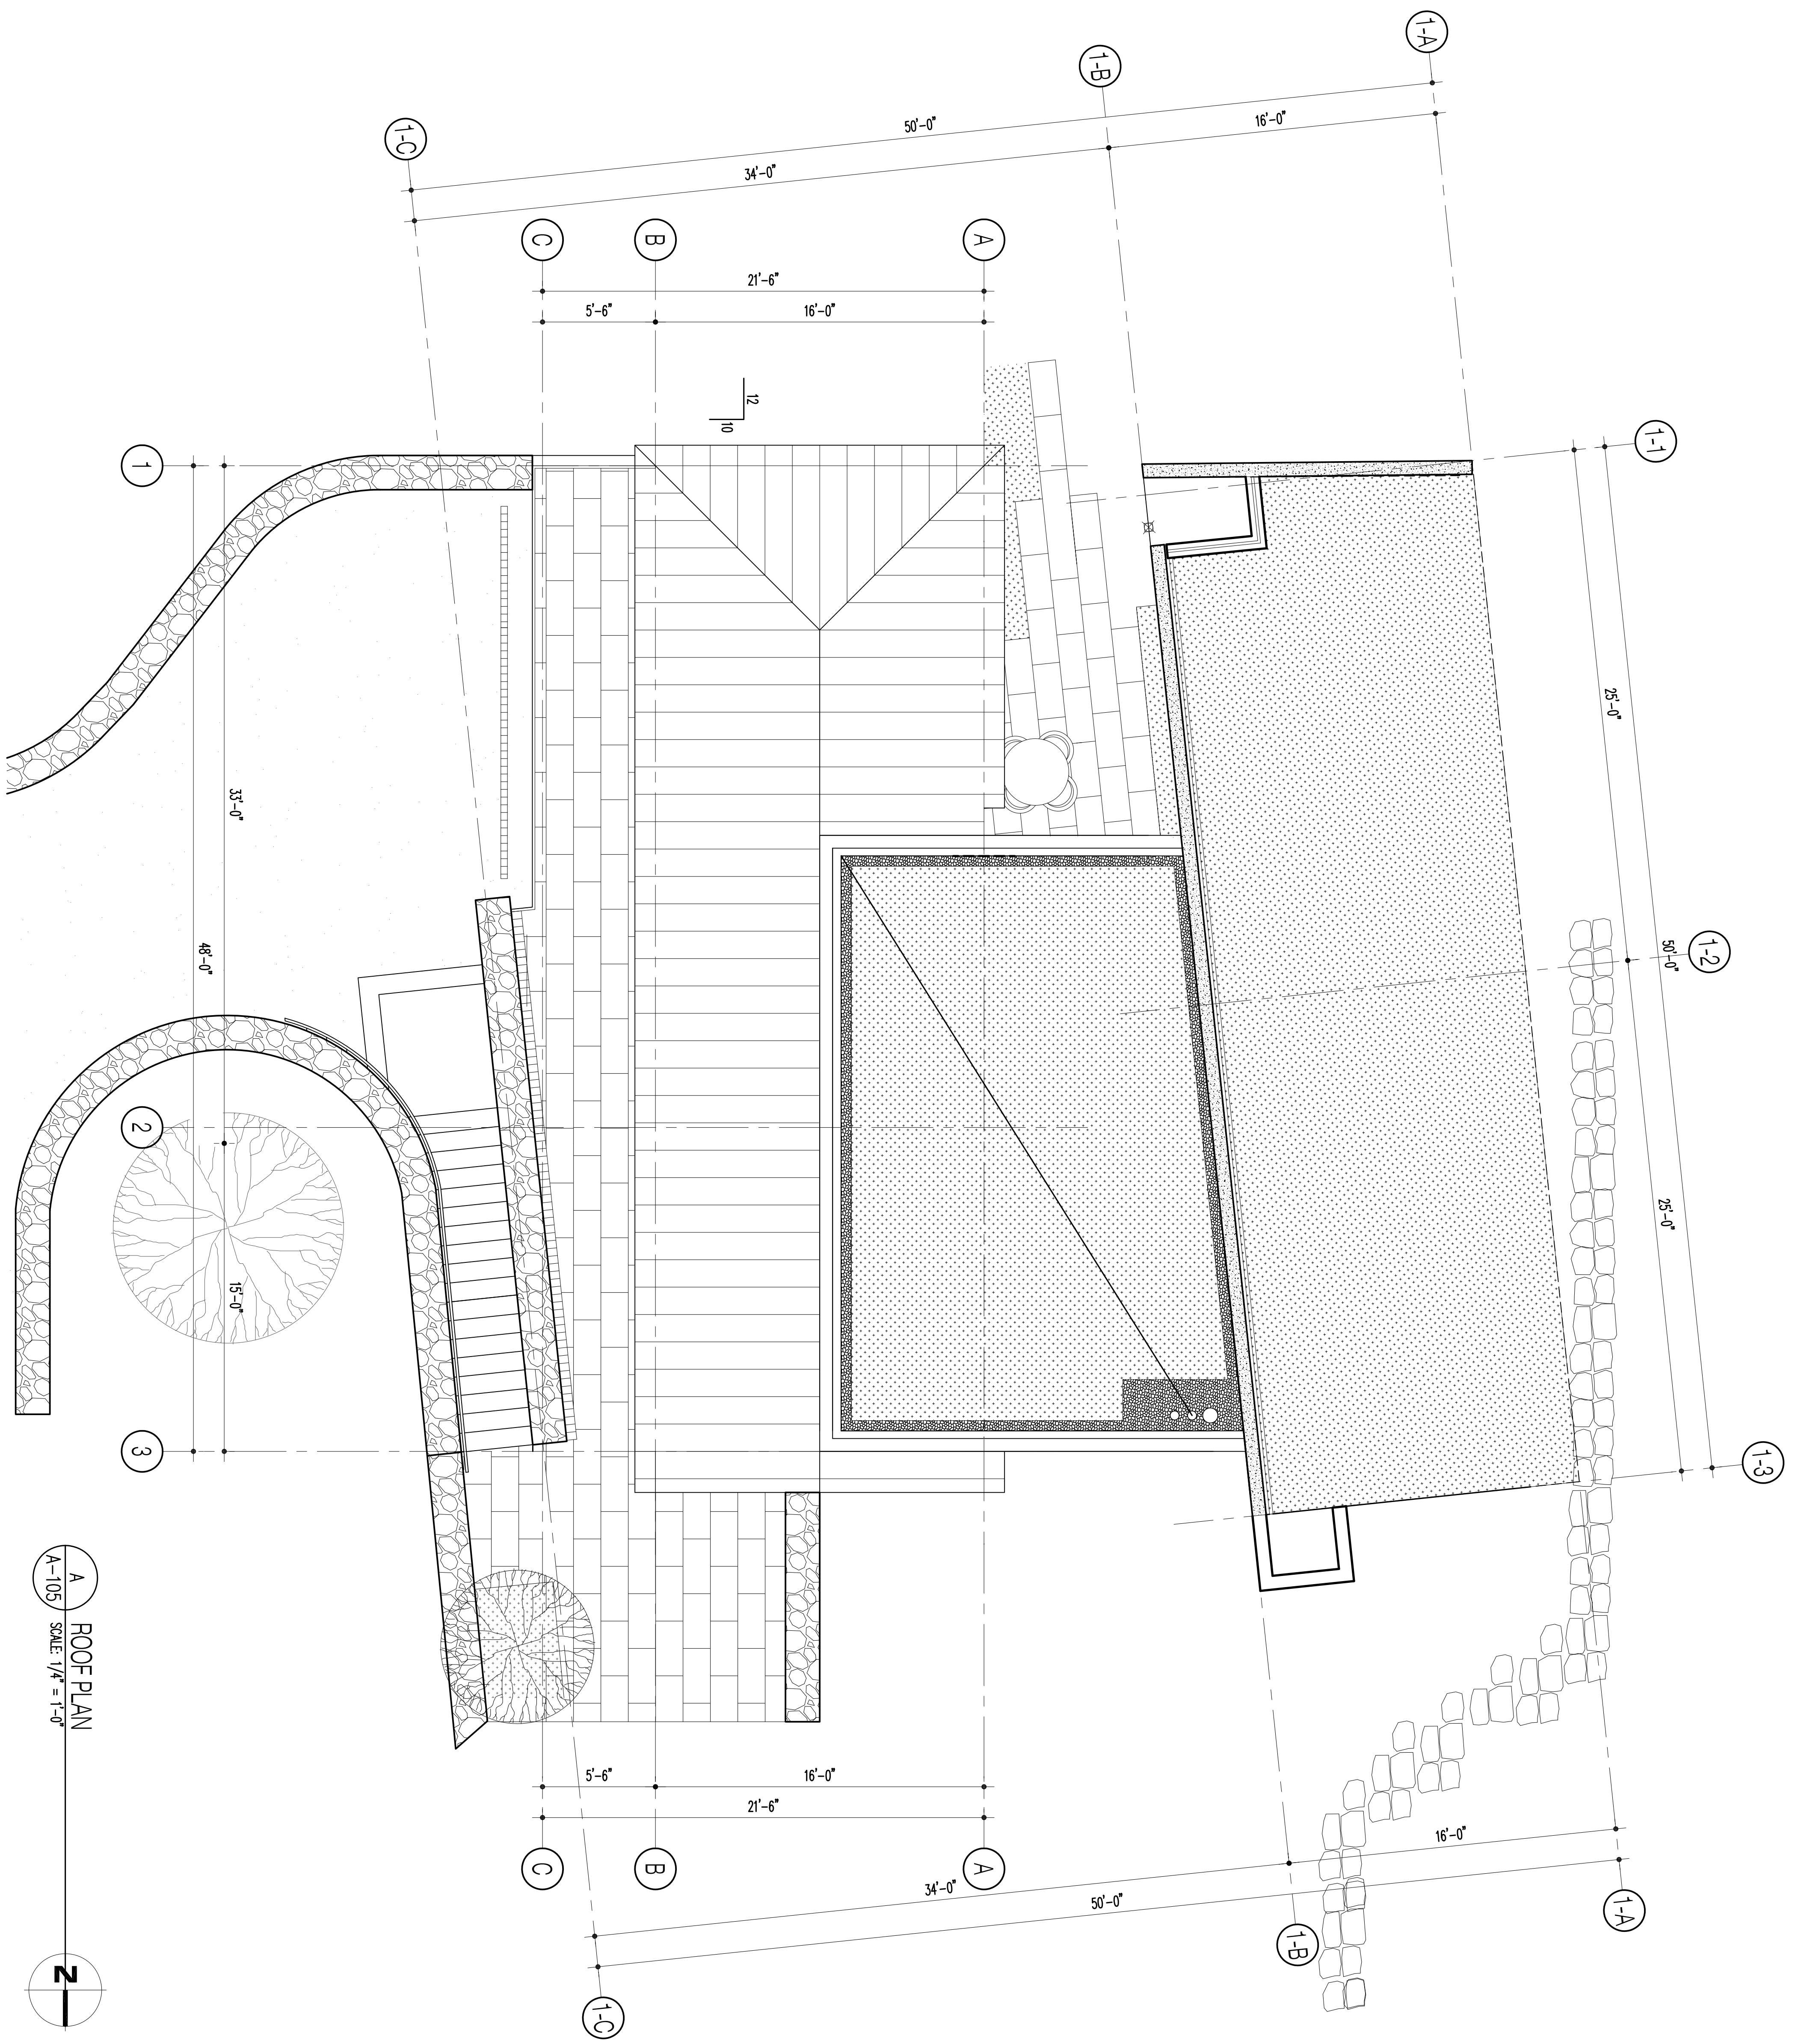 1-A
1-B
1-C
50'-0"
16'-0"
34'-0"
C
B
A
21'-6"
5'-6"
16'-0"
12
10
1
1-1
25'-0"
33'-0"
48'-0"
50'-0"
1-2
2
25'-0"
15'-0"
3
1-3
5'-6"
16'-0"
21'-6"
16'-0"
C
B
A
34'-0"
50'-0"
1-A
1-B
1-C
A
A-105
ROOF PLAN
SCALE: 1/4" = 1'-0"
N